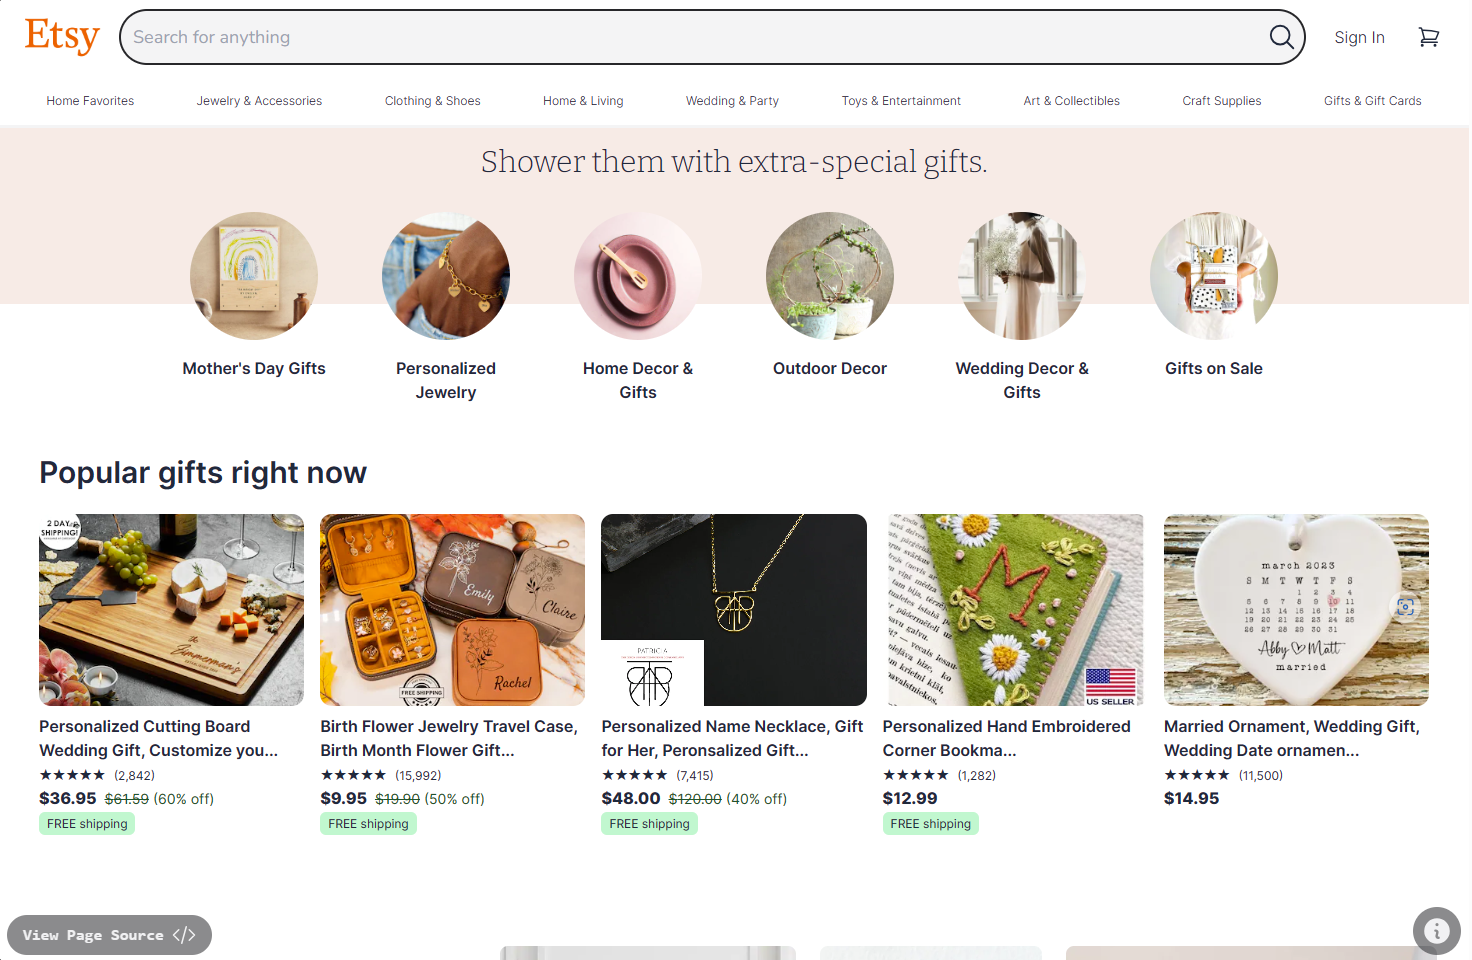 Etsy
Search for anything
Sign In
Home Favorites
Jewelry & Accessories
Clothing & Shoes
Home & Living
Wedding & Party
Toys & Entertainment
Art & Collectibles
Craft Supplies
Gifts & Gift Cards
Shower them with extra-special gifts.
Mother's Day Gifts
Personalized
Jewelry
Home Decor &
Gifts
Outdoor Decor
Wedding Decor &
Gifts
Gifts on Sale
Popular gifts right now
2 DAY
SHIPPING!
the
Zimmerman's
Personalized Cutting Board
Wedding Gift, Customize you...
(2,842)
$36.95 $61.59 (60% off)
FREE shipping
Emily
Claire
Rachel
FREE SHIPPING
Birth Flower Jewelry Travel Case,
Birth Month Flower Gift...
(15,992)
$9.95 $19.90 (50% off)
FREE shipping
PATRICIA
Personalized Name Necklace, Gift
for Her, Peronsalized Gift...
(7,415)
$48.00 $120.00 (40% off)
FREE shipping
M
US SELLER
Personalized Hand Embroidered
Corner Bookma...
(1,282)
$12.99
FREE shipping
march 2023
S M T W T F S
1 2 3 4
5 6 7 8 9 10 11
12 13 14 15 16 17 18
19 20 21 22 23 24 25
26 27 28 29 30 31
Abby Matt
married
Married Ornament, Wedding Gift,
Wedding Date ornamen...
(11,500)
$14.95
View Page Source </>